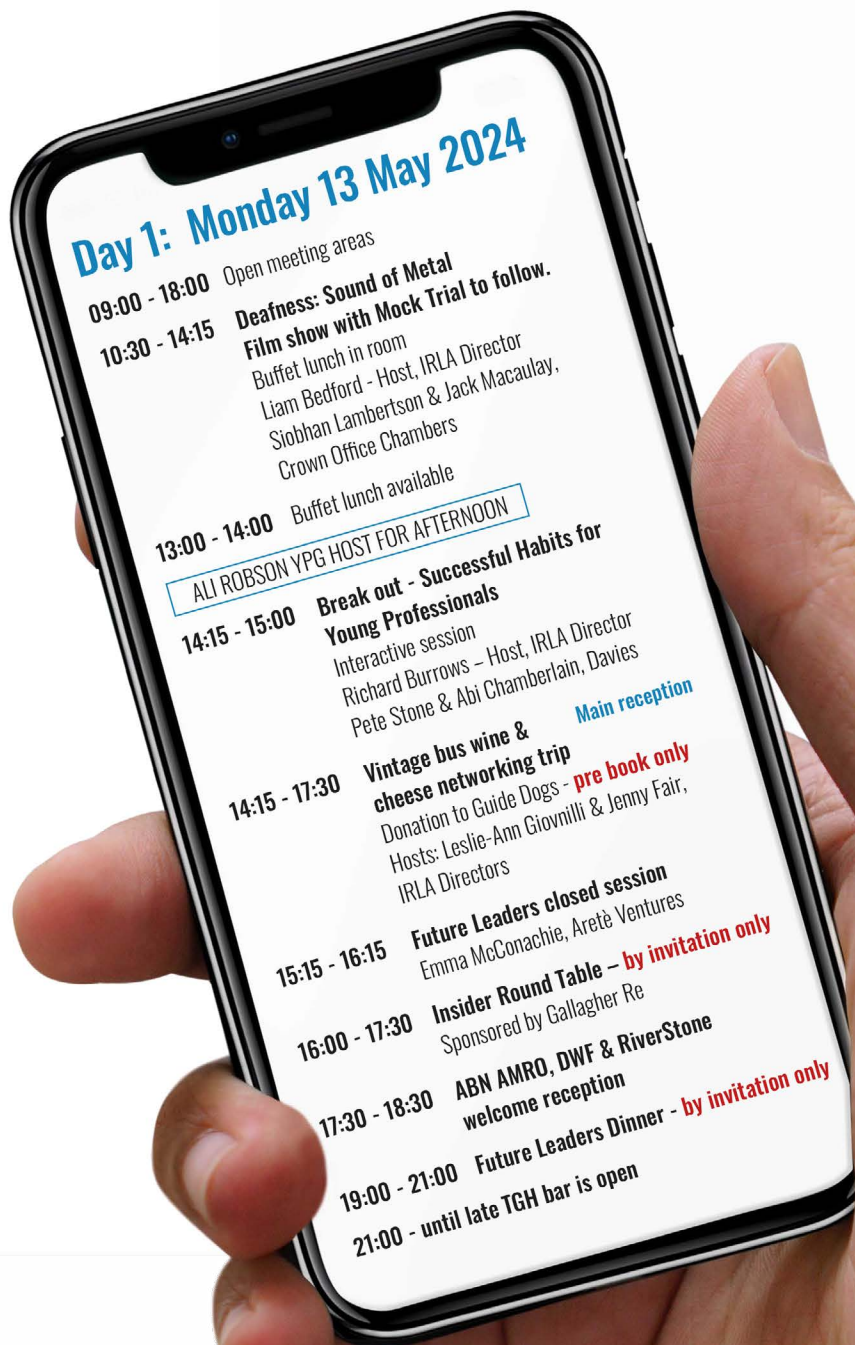 Day 1: Monday 13 May 2024
09:00 - 18:00 Open meeting areas
10:30 - 14:15 Deafness: Sound of Metal
Film show with Mock Trial to follow.
Buffet lunch in room
Liam Bedford - Host, IRLA Director
Siobhan Lambertson & Jack Macaulay,
Crown Office Chambers
13:00 - 14:00 Buffet lunch available
ALI ROBSON YPG HOST FOR AFTERNOON
14:15 - 15:00 Break out - Successful Habits for
Young Professionals
Interactive session
Richard Burrows – Host, IRLA Director
Pete Stone & Abi Chamberlain, Davies
14:15 - 17:30 Vintage bus wine & Main reception
cheese networking trip
Donation to Guide Dogs - pre book only
Hosts: Leslie-Ann Giovnilli & Jenny Fair,
IRLA Directors
15:15 - 16:15 Future Leaders closed session
Emma McConachie, Aretè Ventures
16:00 - 17:30 Insider Round Table – by invitation only
Sponsored by Gallagher Re
17:30 - 18:30 ABN AMRO, DWF & RiverStone
welcome reception
19:00 - 21:00 Future Leaders Dinner - by invitation only
21:00 - until late TGH bar is open